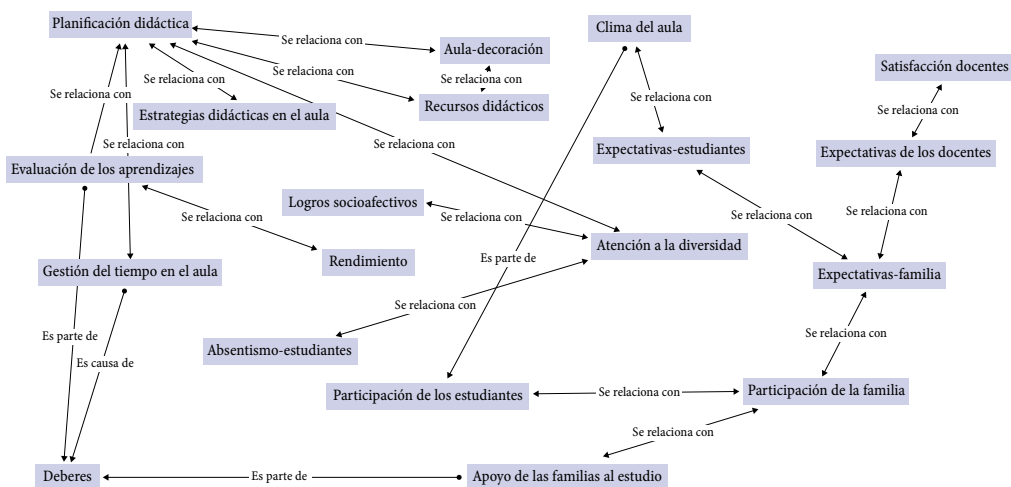 Planificación didáctica
Clima del aula
Se relaciona con
Aula-decoración
Satisfacción docentes
Se relaciona con
Se relaciona con
Se relaciona con
Se relaciona con
Se relaciona con
Recursos didácticos
Se relaciona con
Estrategias didácticas en el aula
Se relaciona con
Se relaciona con
Expectativas-estudiantes
Expectativas de los docentes
Evaluación de los aprendizajes
Logros socioafectivos
Se relaciona con
Se relaciona con
Se relaciona con
Se relaciona con
Atención a la diversidad
Rendimiento
Es parte de
Gestión del tiempo en el aula
Expectativas-familia
Se relaciona con
Es parte de
Se relaciona con
Absentismo-estudiantes
Es causa de
Participación de los estudiantes
Se relaciona con
Participación de la familia
Se relaciona con
Deberes
Es parte de
Apoyo de las familias al estudio